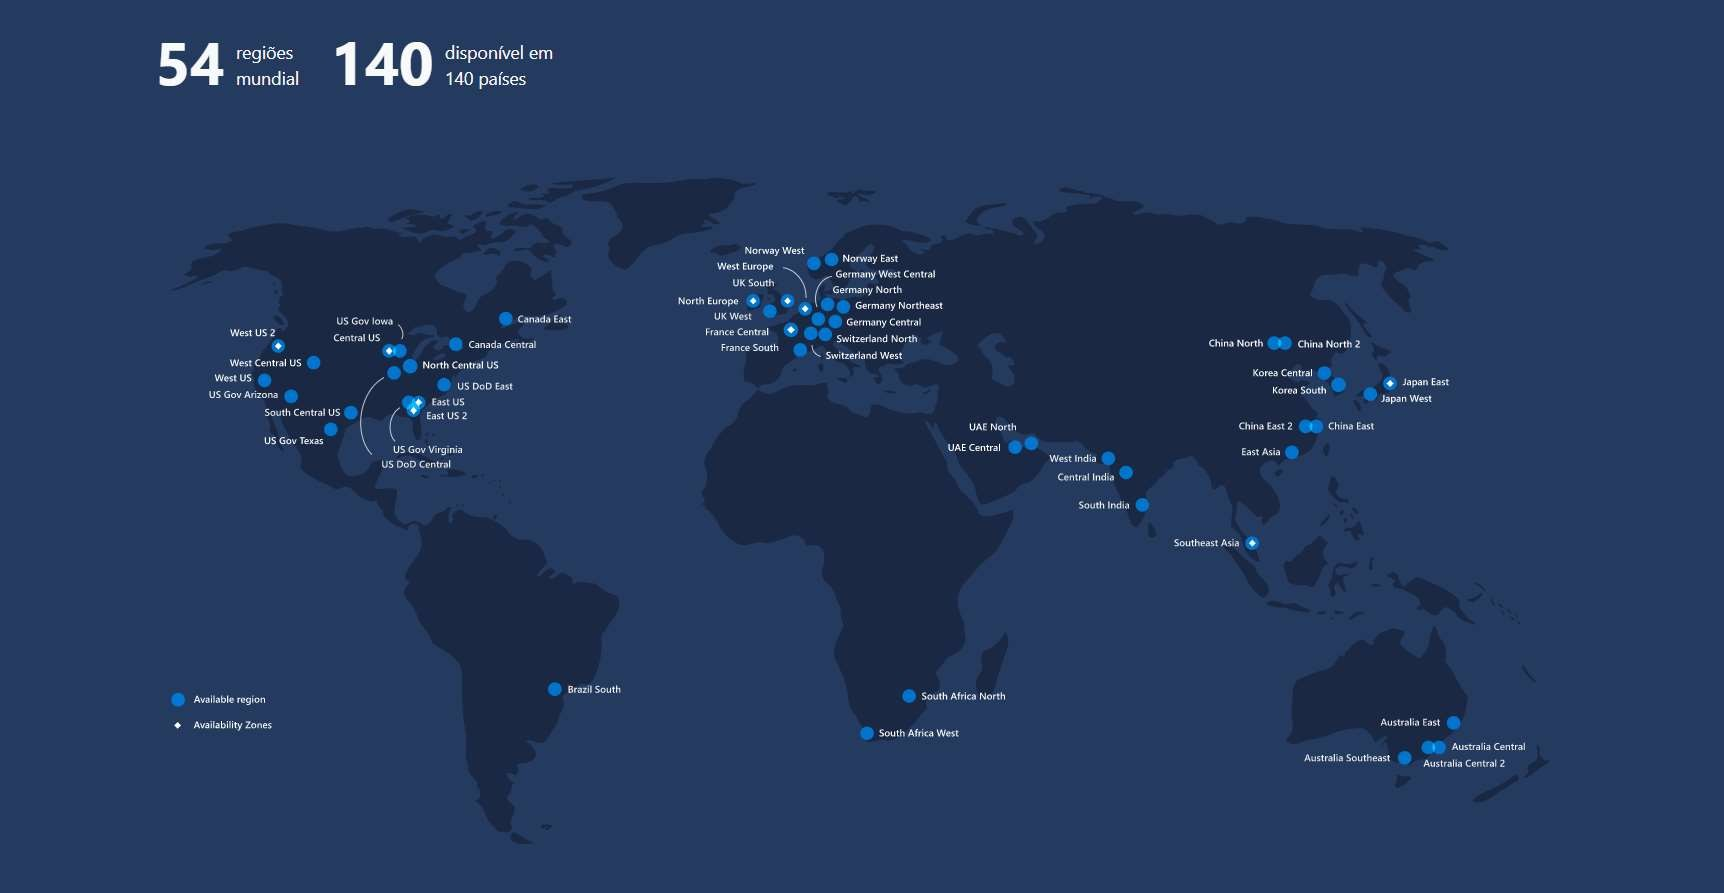 54
regiões
mundial
140
disponível em
140 países
Norway West
Norway East
West Europe
Germany West Central
UK South
Germany North
North Europe
Germany Northeast
UK West
Germany Central
France Central
Switzerland North
France South
Switzerland West
US Gov Iowa
Canada East
West US 2
Central US
Canada Central
West Central US
North Central US
West US
US DoD East
US Gov Arizona
East US
South Central US
East US 2
US Gov Texas
US Gov Virginia
US DoD Central
China North
China North 2
Korea Central
Japan East
Korea South
Japan West
China East 2
China East
East Asia
UAE North
UAE Central
West India
Central India
South India
Southeast Asia
Brazil South
South Africa North
South Africa West
Available region
Availability Zones
Australia East
Australia Central
Australia Southeast
Australia Central 2